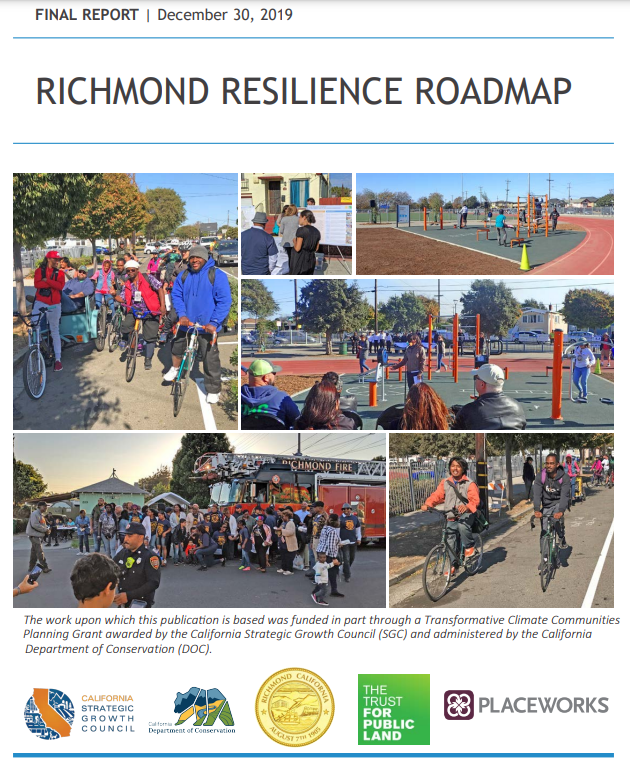 FINAL REPORT | December 30, 2019
RICHMOND RESILIENCE ROADMAP
RICHMOND FIRE
The work upon which this publication is based was funded in part through a Transformative Climate Communities
Planning Grant awarded by the California Strategic Growth Council (SGC) and administered by the California
Department of Conservation (DOC).
CALIFORNIA
STRATEGIC
GROWTH
COUNCIL
California
Department of Conservation
RICHMOND CALIFORNIA
AUGUST 7TH 1905
THE
TRUST
FOR
PUBLIC
LAND
PLACEWORKS